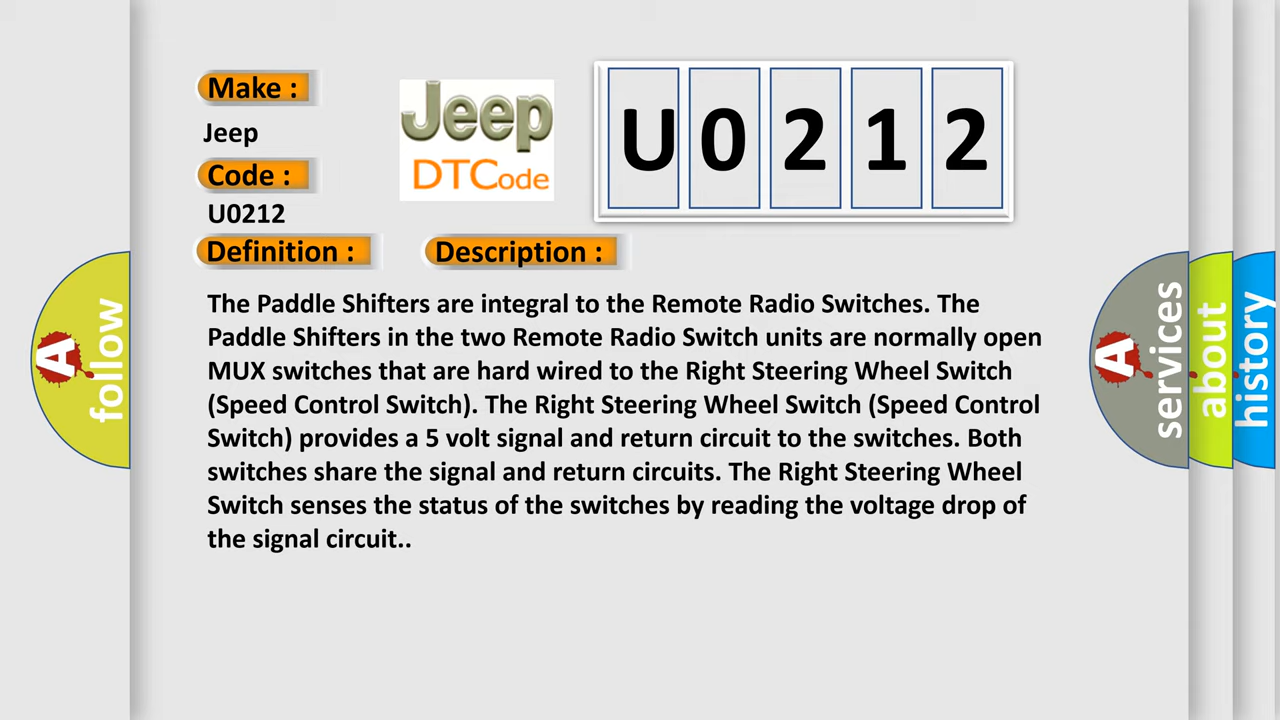 Make :
Jeep
Code :
U0212
Jeep
DTCode
U0212
Definition :
Description :
The Paddle Shifters are integral to the Remote Radio Switches. The
Paddle Shifters in the two Remote Radio Switch units are normally open
MUX switches that are hard wired to the Right Steering Wheel Switch
(Speed Control Switch). The Right Steering Wheel Switch (Speed Control
Switch) provides a 5 volt signal and return circuit to the switches. Both
switches share the signal and return circuits. The Right Steering Wheel
Switch senses the status of the switches by reading the voltage drop of
the signal circuit..
A
follow
A
services
about
history